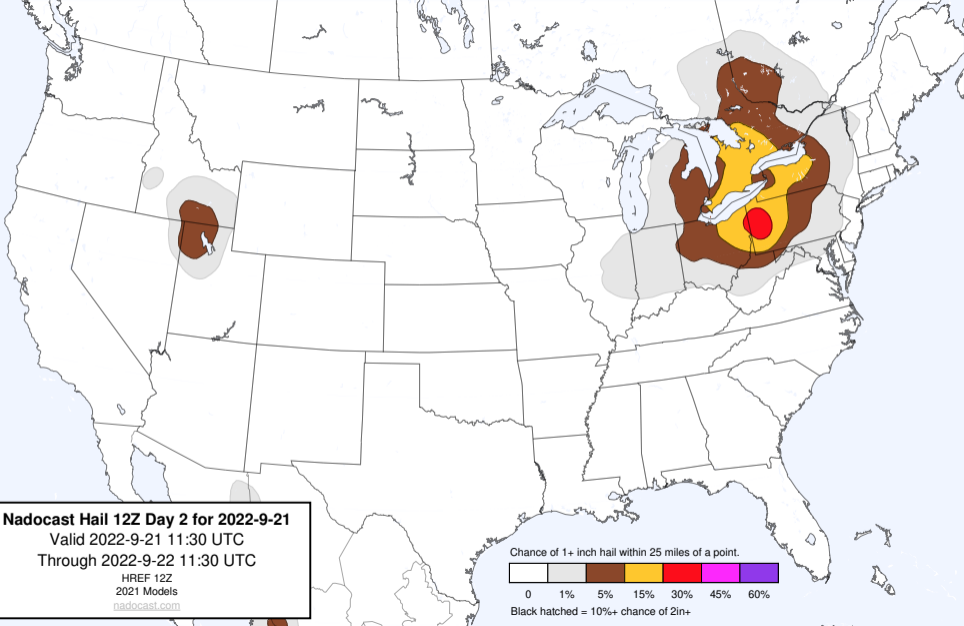 Nadocast Hail 12Z Day 2 for 2022-9-21
Valid 2022-9-21 11:30 UTC
Through 2022-9-22 11:30 UTC
HREF 12Z
2021 Models
nadocast.com
Chance of 1+ inch hail within 25 miles of a point.
0 1% 5% 15% 30% 45% 60%
Black hatched = 10%+ chance of 2in+